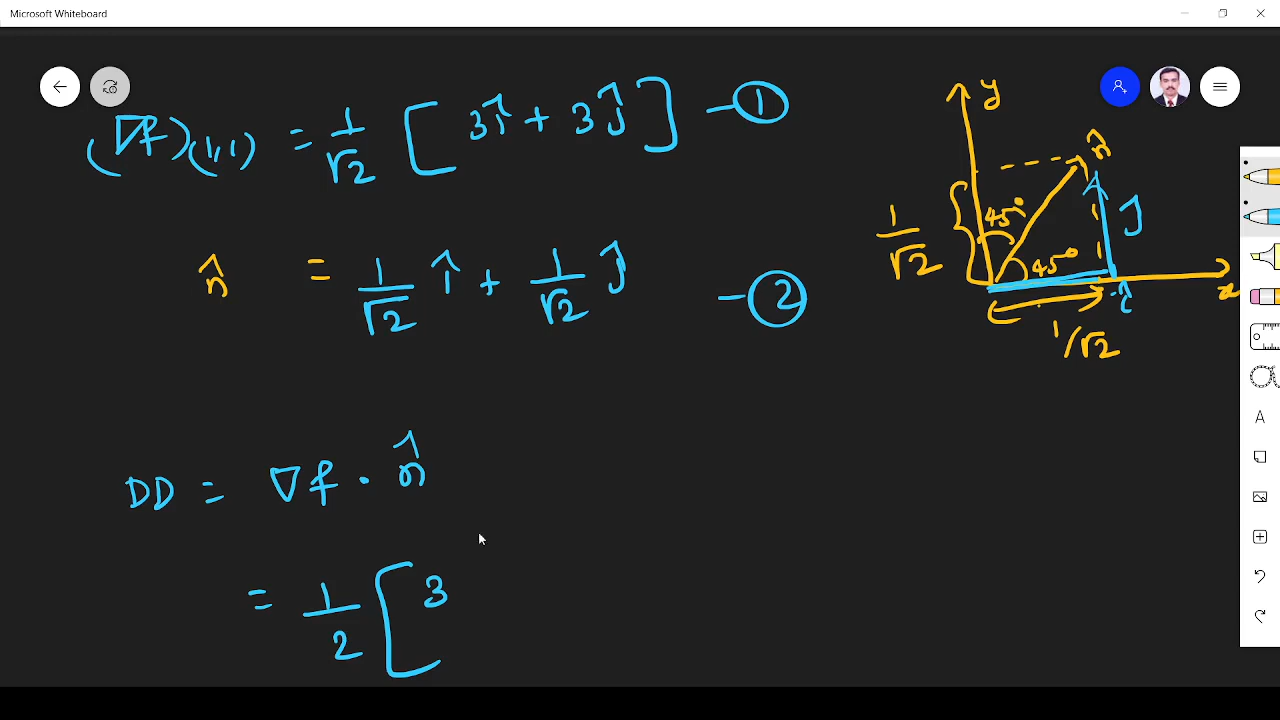 Microsoft Whiteboard
(∇f)(1,1) = 1/√2 [ 3î + 3ĵ ] - ①
n̂ = 1/√2 î + 1/√2 ĵ - ②
DD = ∇f · n̂
= 1/2 [ 3
y
n̂
45°
45°
1/√2
ĵ
î
x
1/√2
A